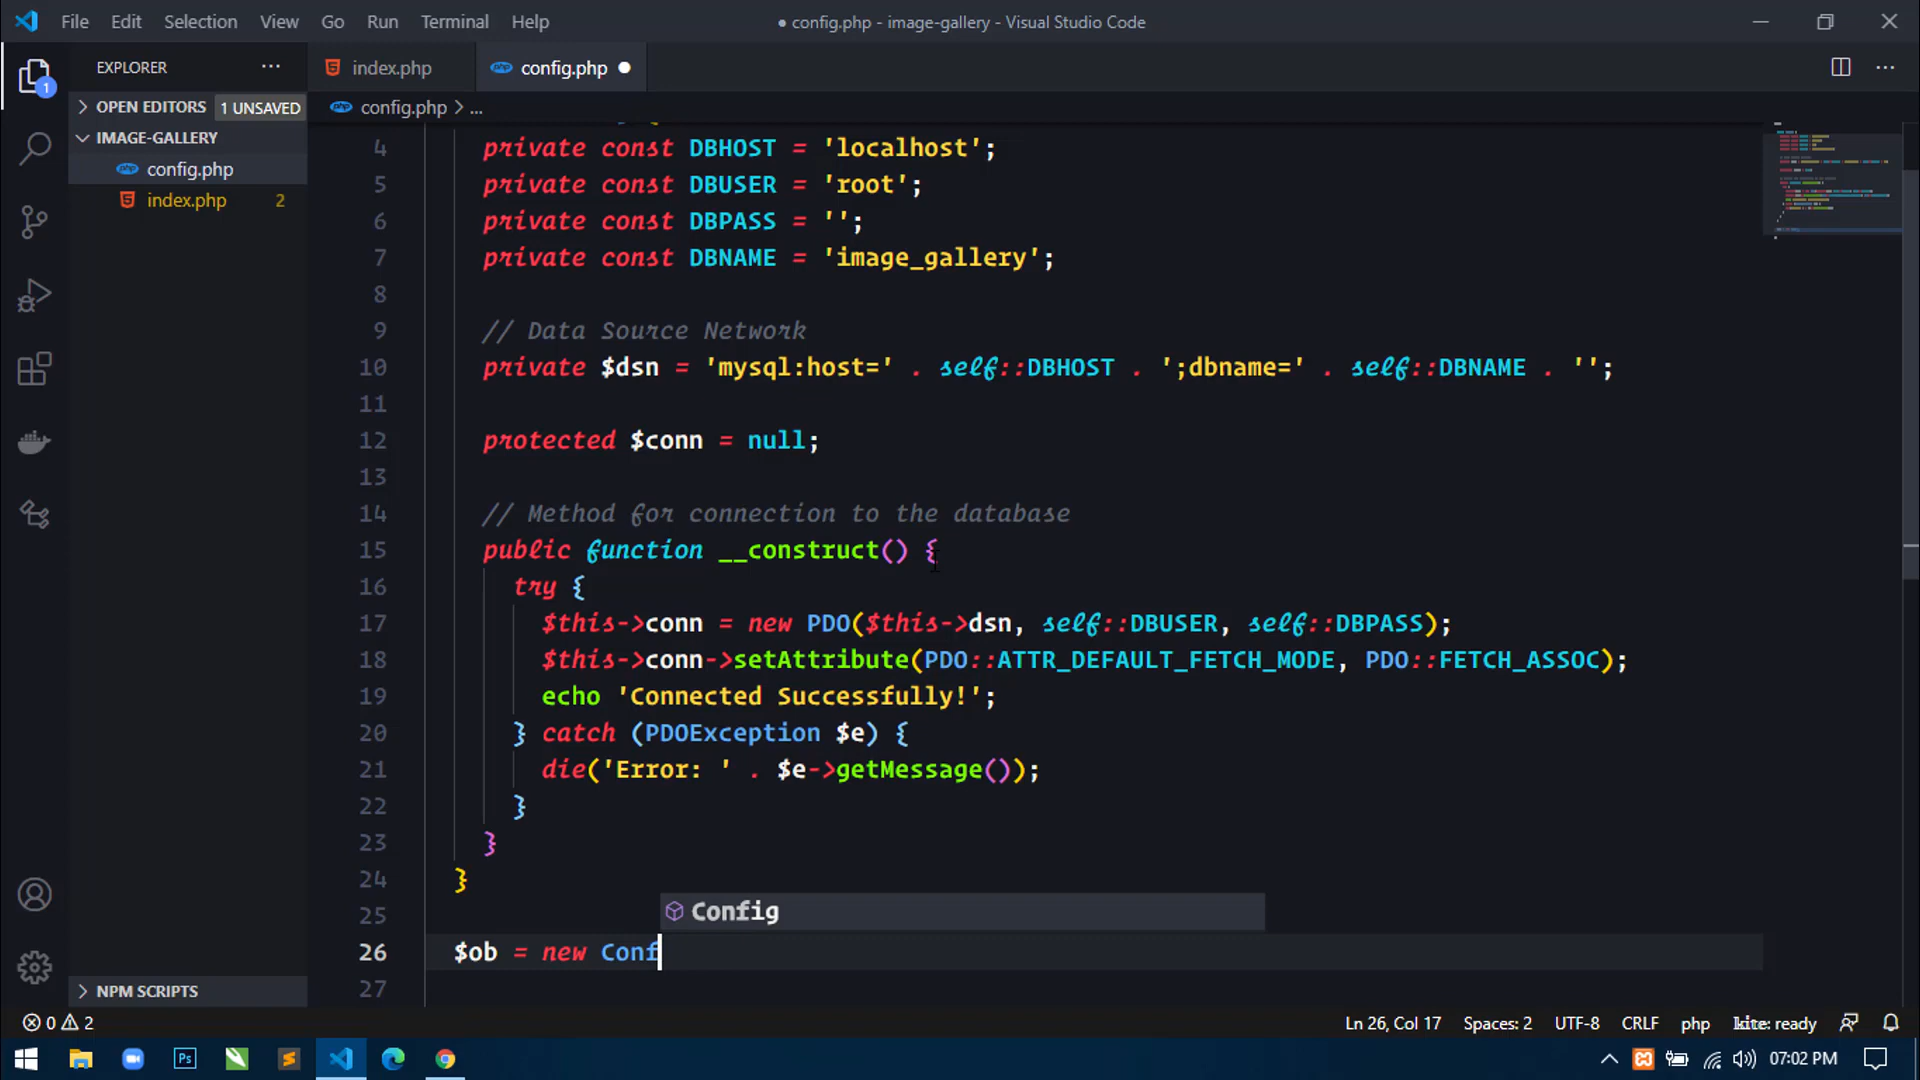 File Edit Selection View Go Run Terminal Help
● config.php - image-gallery - Visual Studio Code
EXPLORER ...
index.php
config.php ●
OPEN EDITORS 1 UNSAVED
config.php > ...
IMAGE-GALLERY
config.php
index.php 2
4 private const DBHOST = 'localhost';
5 private const DBUSER = 'root';
6 private const DBPASS = '';
7 private const DBNAME = 'image_gallery';
8
9 // Data Source Network
10 private $dsn = 'mysql:host=' . self::DBHOST . ';dbname=' . self::DBNAME . '';
11
12 protected $conn = null;
13
14 // Method for connection to the database
15 public function __construct() {
16 try {
17 $this->conn = new PDO($this->dsn, self::DBUSER, self::DBPASS);
18 $this->conn->setAttribute(PDO::ATTR_DEFAULT_FETCH_MODE, PDO::FETCH_ASSOC);
19 echo 'Connected Successfully!';
20 } catch (PDOException $e) {
21 die('Error: ' . $e->getMessage());
22 }
23 }
24 }
25
Config
26 $ob = new Conf
27
NPM SCRIPTS
0 2
Ln 26, Col 17 Spaces: 2 UTF-8 CRLF php kite: ready
07:02 PM